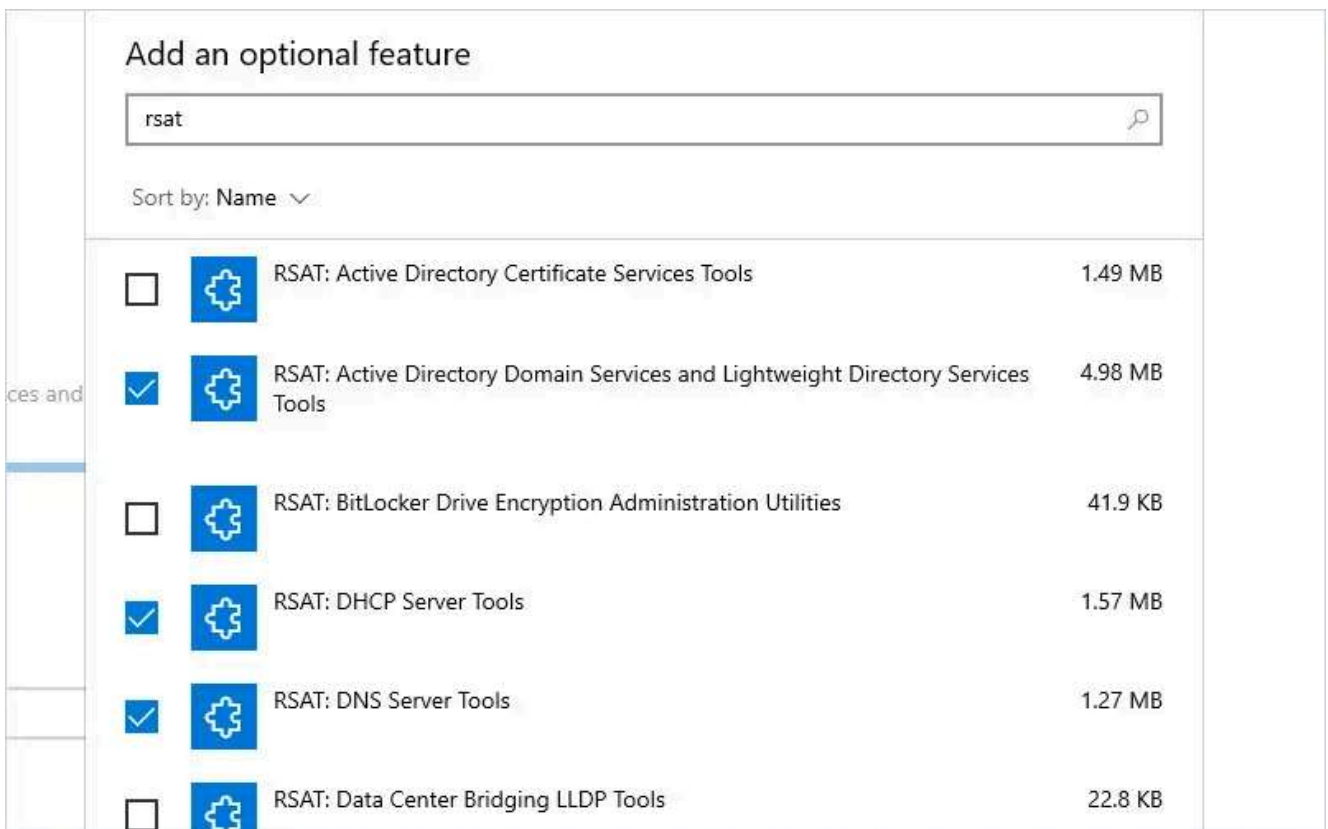 Add an optional feature
rsat
Sort by: Name
RSAT: Active Directory Certificate Services Tools 1.49 MB
RSAT: Active Directory Domain Services and Lightweight Directory Services 4.98 MB
Tools
ces and
RSAT: BitLocker Drive Encryption Administration Utilities 41.9 KB
RSAT: DHCP Server Tools 1.57 MB
RSAT: DNS Server Tools 1.27 MB
RSAT: Data Center Bridging LLDP Tools 22.8 KB